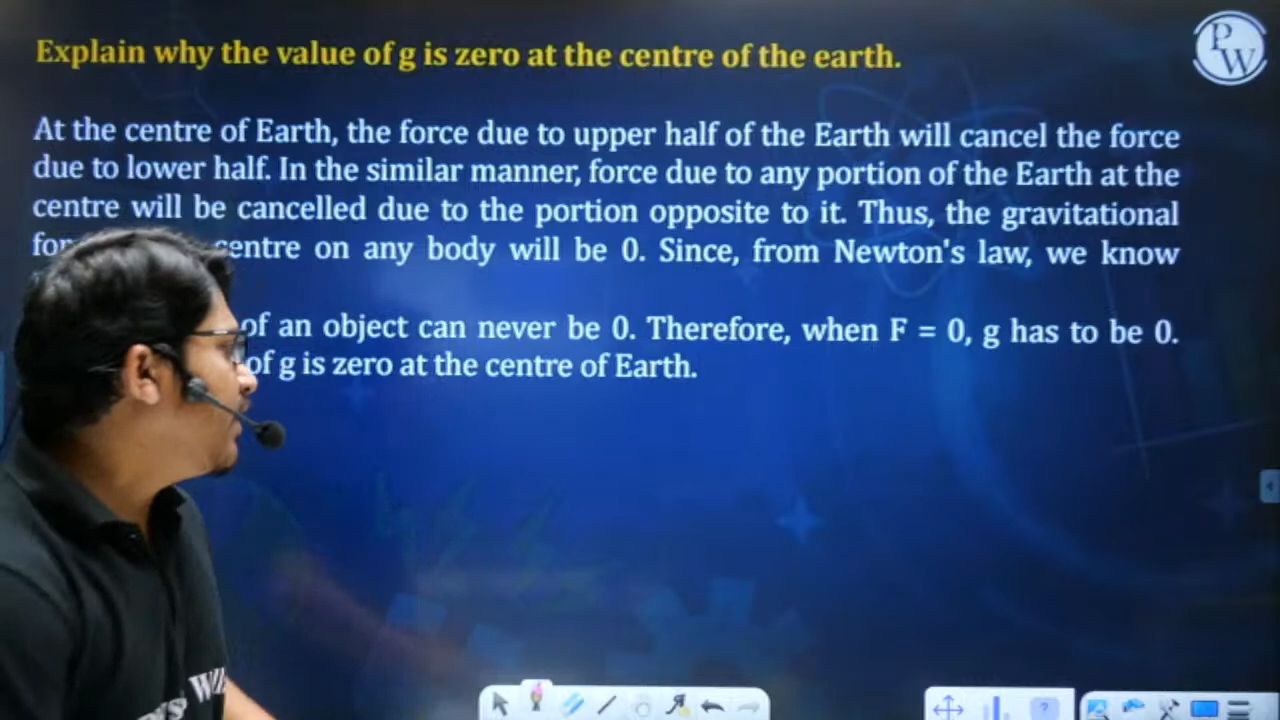 Explain why the value of g is zero at the centre of the earth.
PW
At the centre of Earth, the force due to upper half of the Earth will cancel the force
due to lower half. In the similar manner, force due to any portion of the Earth at the
centre will be cancelled due to the portion opposite to it. Thus, the gravitational
for centre on any body will be 0. Since, from Newton's law, we know
of an object can never be 0. Therefore, when F = 0, g has to be 0.
of g is zero at the centre of Earth.
?